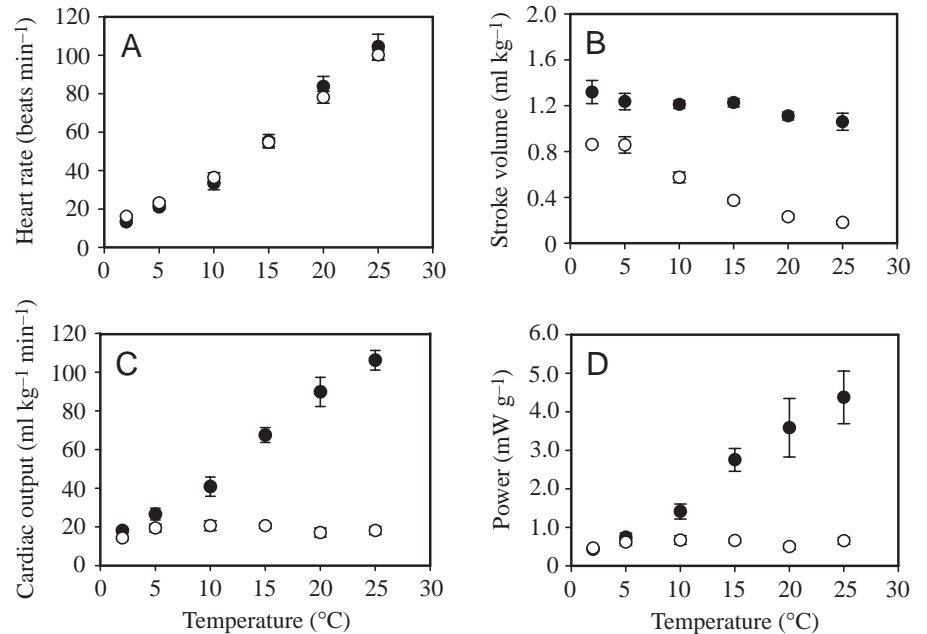 A
Heart rate (beats min⁻¹)
120
100
80
60
40
20
0
0 5 10 15 20 25 30
B
Stroke volume (ml kg⁻¹)
2.0
1.6
1.2
0.8
0.4
0
0 5 10 15 20 25 30
C
Cardiac output (ml kg⁻¹ min⁻¹)
120
100
80
60
40
20
0
0 5 10 15 20 25 30
Temperature (°C)
D
Power (mW g⁻¹)
6.0
5.0
4.0
3.0
2.0
1.0
0
0 5 10 15 20 25 30
Temperature (°C)